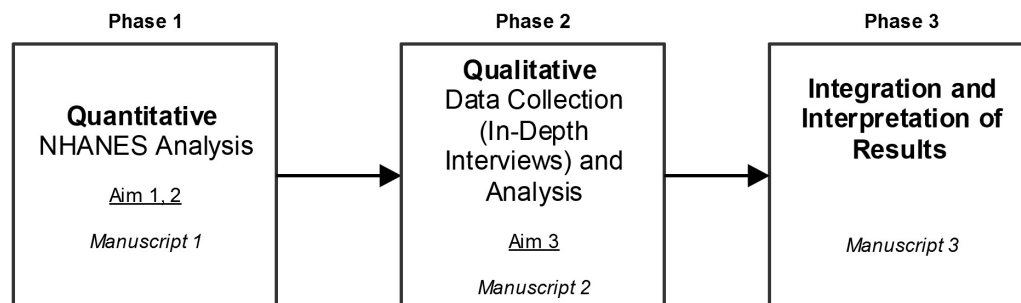 Phase 1
Quantitative
NHANES Analysis
Aim 1, 2
Manuscript 1
Phase 2
Qualitative
Data Collection
(In-Depth
Interviews) and
Analysis
Aim 3
Manuscript 2
Phase 3
Integration and
Interpretation of
Results
Manuscript 3